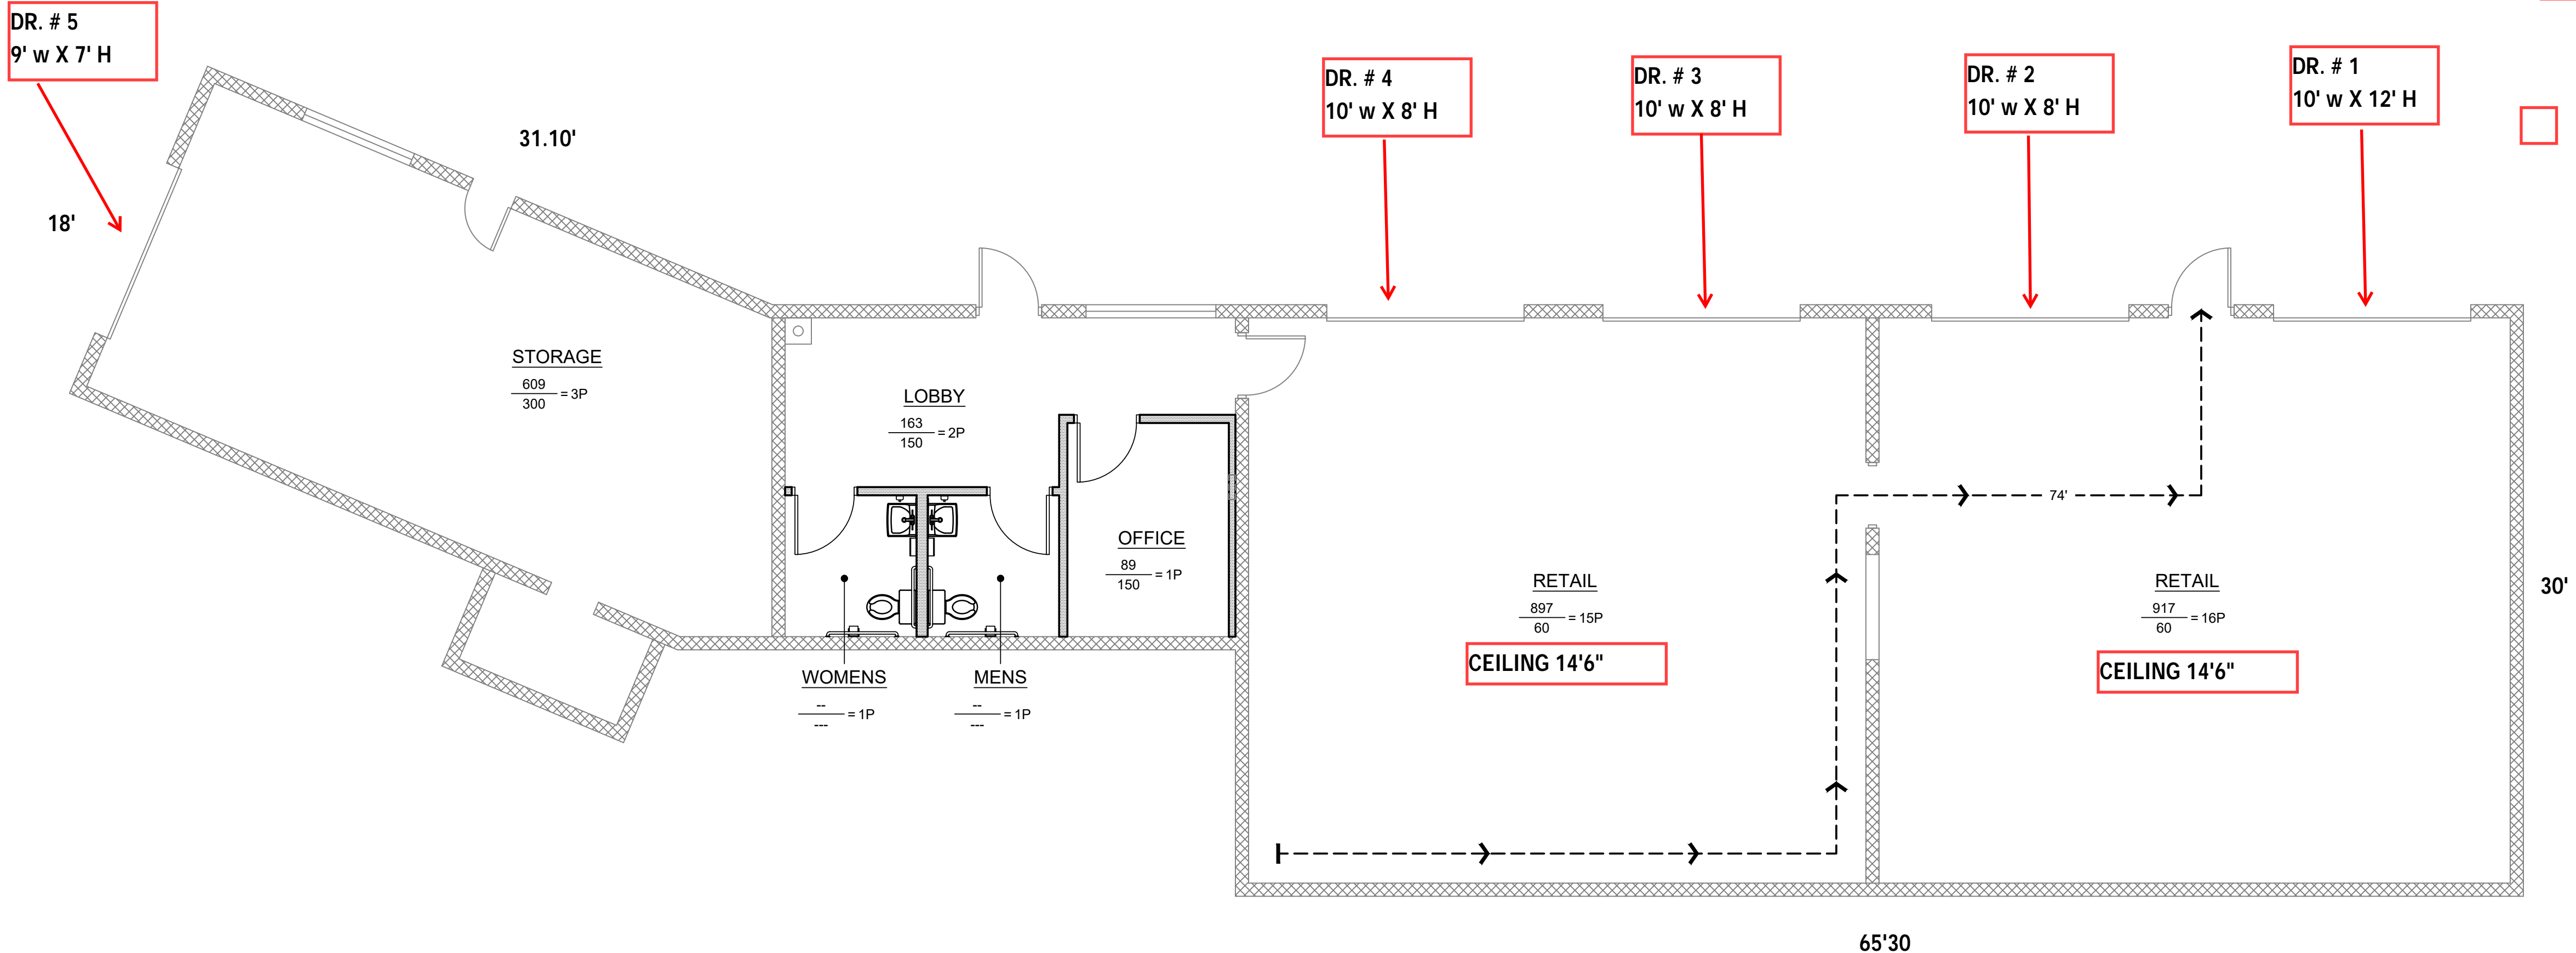 DR. # 5
9' w X 7' H
DR. # 4
10' w X 8' H
DR. # 3
10' w X 8' H
DR. # 2
10' w X 8' H
DR. # 1
10' w X 12' H
31.10'
18'
STORAGE
609
300
= 3P
LOBBY
163
150
= 2P
OFFICE
89
150
= 1P
74'
RETAIL
897
60
= 15P
CEILING 14'6"
RETAIL
917
60
= 16P
CEILING 14'6"
30'
WOMENS
--
---
= 1P
MENS
--
---
= 1P
65'30